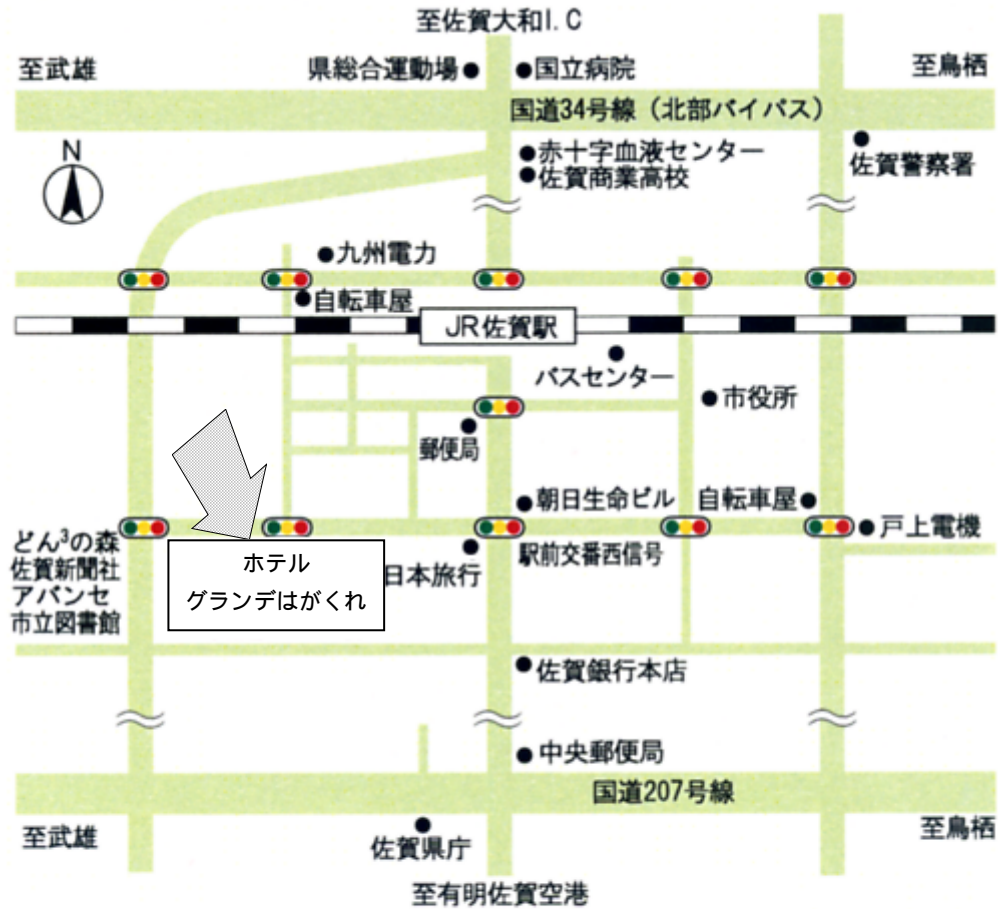 至佐賀大和I.C
至武雄
県総合運動場
国立病院
至鳥栖
国道34号線（北部バイパス）
N
赤十字血液センター
佐賀商業高校
佐賀警察署
九州電力
自転車屋
JR佐賀駅
バスセンター
市役所
郵便局
朝日生命ビル
自転車屋
戸上電機
駅前交番西信号
どん³の森
佐賀新聞社
アバンセ
市立図書館
ホテル
グランデはがくれ
日本旅行
佐賀銀行本店
中央郵便局
国道207号線
至武雄
至鳥栖
佐賀県庁
至有明佐賀空港